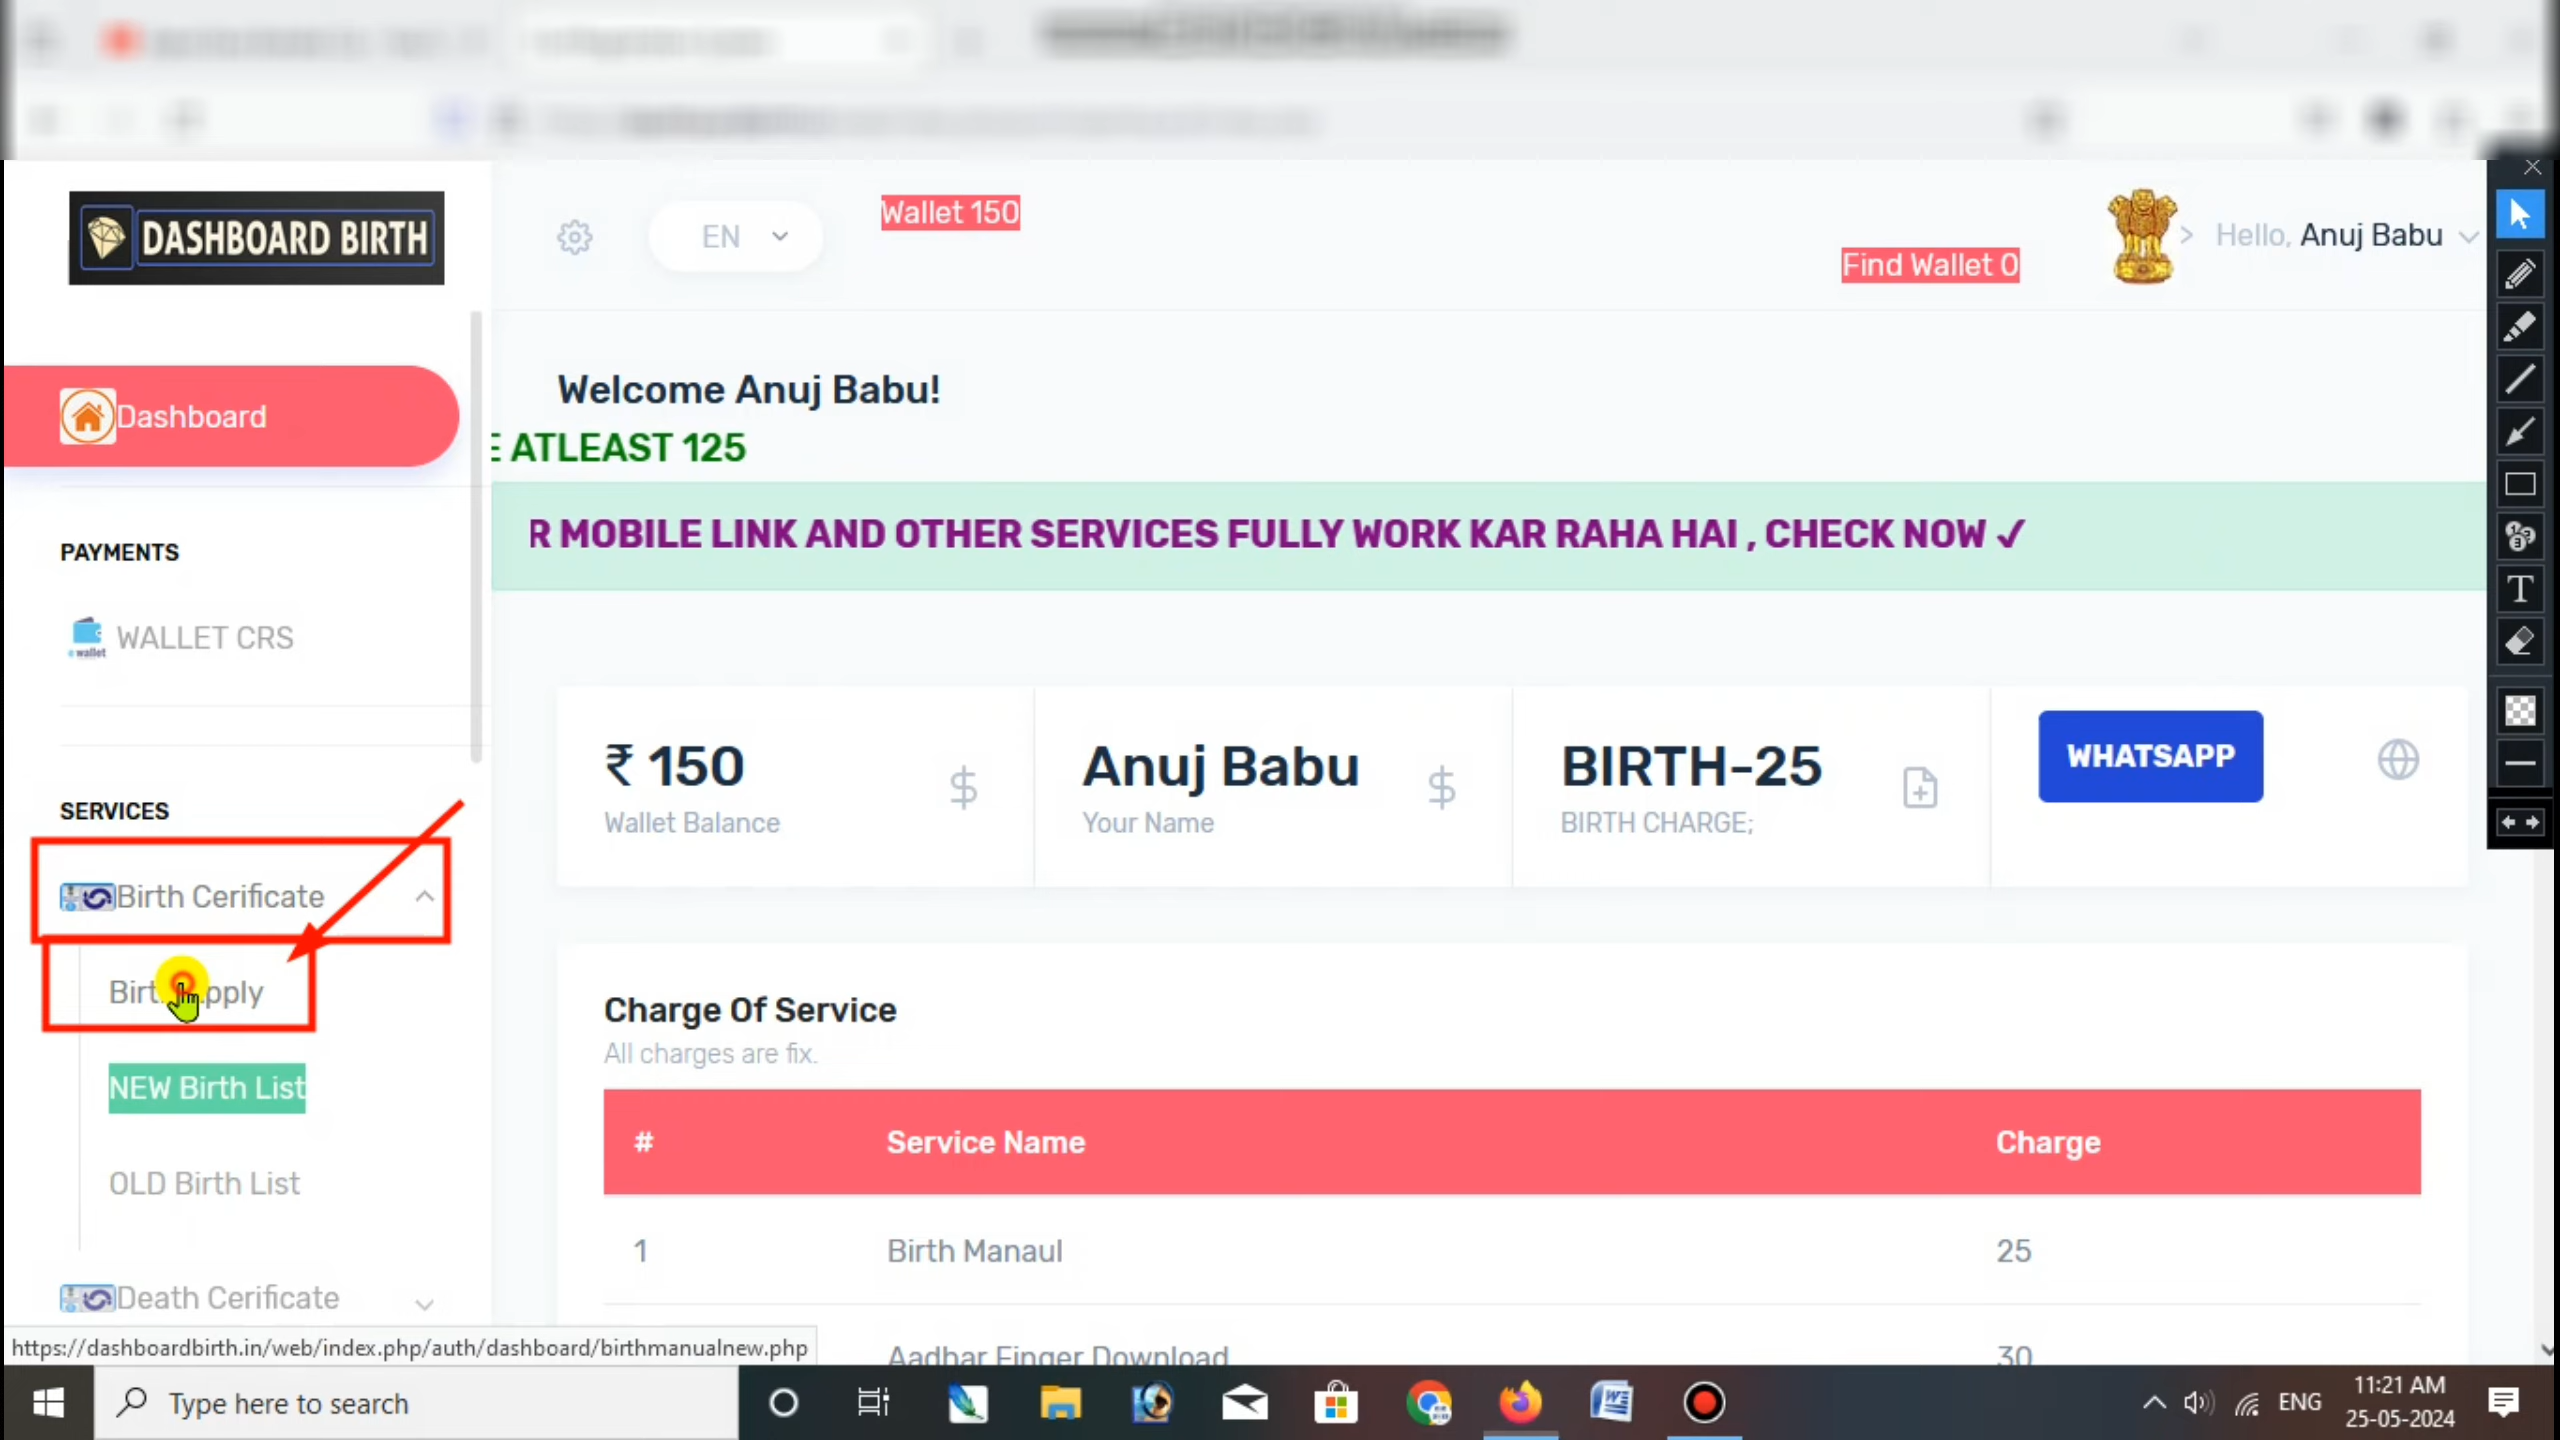 DASHBOARD BIRTH
EN
Wallet 150
Find Wallet 0
Hello, Anuj Babu
Dashboard
Welcome Anuj Babu!
ATLEAST 125
R MOBILE LINK AND OTHER SERVICES FULLY WORK KAR RAHA HAI , CHECK NOW ✓
PAYMENTS
wallet
WALLET CRS
₹ 150
Wallet Balance
Anuj Babu
Your Name
BIRTH-25
BIRTH CHARGE;
WHATSAPP
SERVICES
Birth Cerificate
Birt pply
NEW Birth List
OLD Birth List
Death Cerificate
Charge Of Service
All charges are fix.
# Service Name Charge
1 Birth Manaul 25
Aadhar Finger Download 30
https://dashboardbirth.in/web/index.php/auth/dashboard/birthmanualnew.php
Type here to search
ENG
11:21 AM
25-05-2024